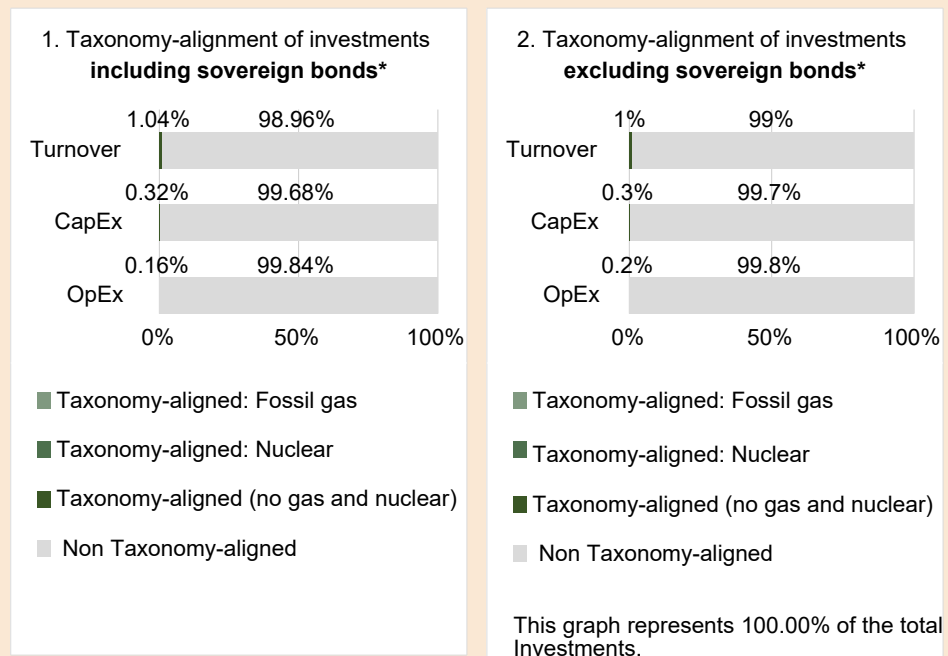 1. Taxonomy-alignment of investments
including sovereign bonds*
1.04% 98.96%
Turnover
0.32% 99.68%
CapEx
0.16% 99.84%
OpEx
0% 50% 100%
Taxonomy-aligned: Fossil gas
Taxonomy-aligned: Nuclear
Taxonomy-aligned (no gas and nuclear)
Non Taxonomy-aligned
2. Taxonomy-alignment of investments
excluding sovereign bonds*
1% 99%
Turnover
0.3% 99.7%
CapEx
0.2% 99.8%
OpEx
0% 50% 100%
Taxonomy-aligned: Fossil gas
Taxonomy-aligned: Nuclear
Taxonomy-aligned (no gas and nuclear)
Non Taxonomy-aligned
This graph represents 100.00% of the total
Investments.